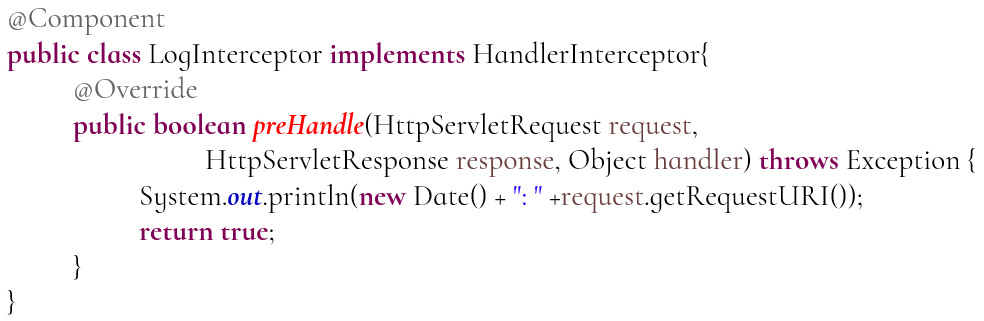 @Component
public class LogInterceptor implements HandlerInterceptor{
@Override
public boolean preHandle(HttpServletRequest request,
HttpServletResponse response, Object handler) throws Exception {
System.out.println(new Date() + ": " +request.getRequestURI());
return true;
}
}